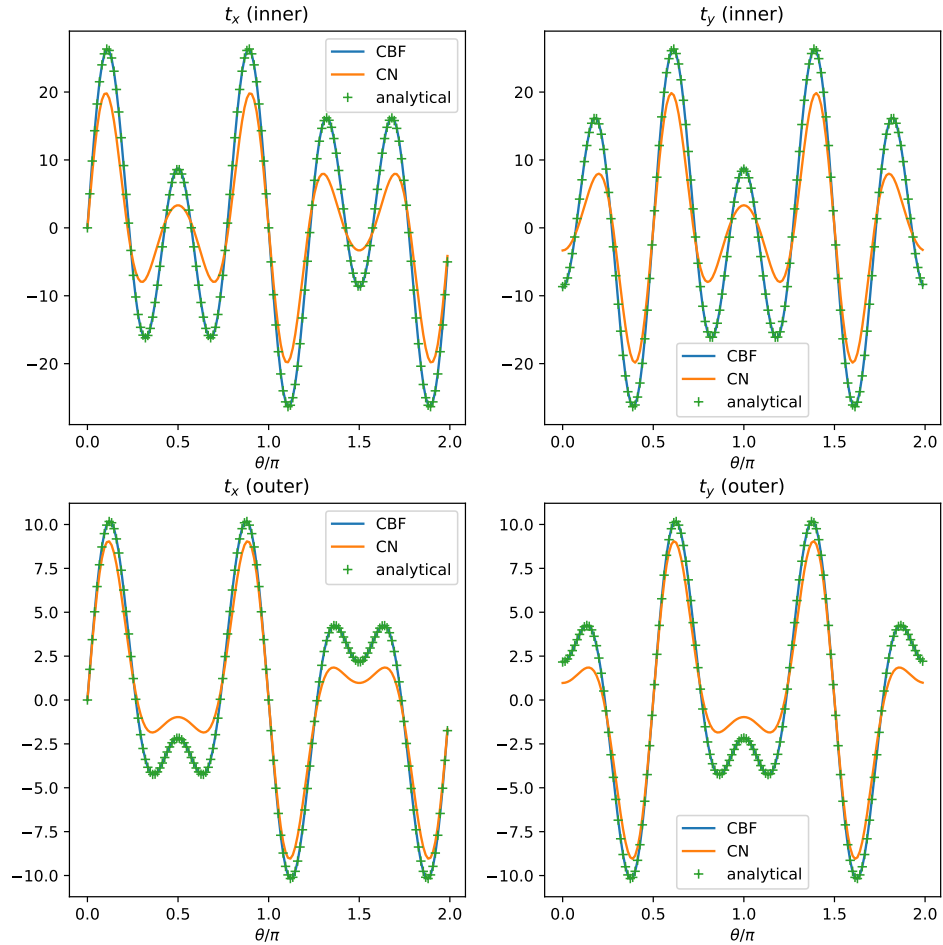 t_x (inner)
20
10
0
−10
−20
CBF
CN
analytical
0.0 0.5 1.0 1.5 2.0
θ/π
t_y (inner)
20
10
0
−10
−20
CBF
CN
analytical
0.0 0.5 1.0 1.5 2.0
θ/π
t_x (outer)
10.0
7.5
5.0
2.5
0.0
−2.5
−5.0
−7.5
−10.0
CBF
CN
analytical
0.0 0.5 1.0 1.5 2.0
θ/π
t_y (outer)
10.0
7.5
5.0
2.5
0.0
−2.5
−5.0
−7.5
−10.0
CBF
CN
analytical
0.0 0.5 1.0 1.5 2.0
θ/π